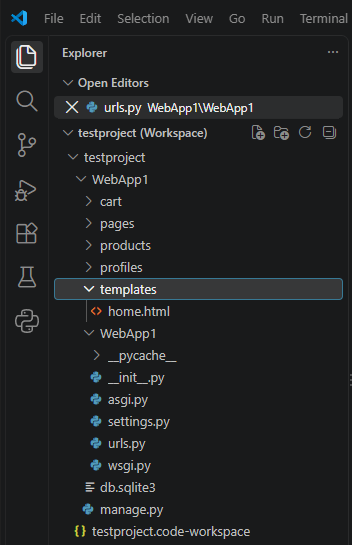 File Edit Selection View Go Run Terminal
Explorer
Open Editors
urls.py WebApp1\WebApp1
testproject (Workspace)
testproject
WebApp1
cart
pages
products
profiles
templates
home.html
WebApp1
__pycache__
__init__.py
asgi.py
settings.py
urls.py
wsgi.py
db.sqlite3
manage.py
testproject.code-workspace